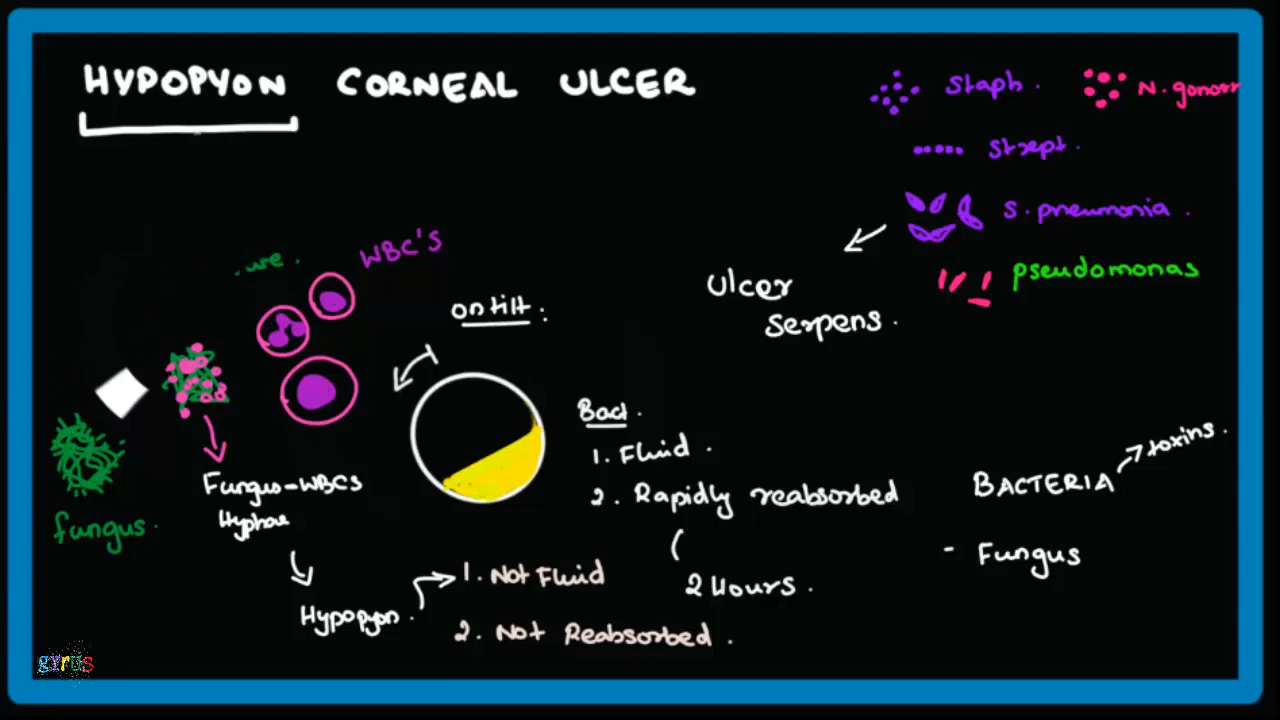 HYPOPYON CORNEAL ULCER
Staph.
N. gonorr
Strept.
S. pneumonia.
pseudomonas
Ulcer
Serpens.
WBC'S
on tilt:
Bact.
1. Fluid.
2. Rapidly reabsorbed
2 Hours.
BACTERIA
toxins.
- Fungus
fungus.
Fungus-WBCs
Hyphae
Hypopyon.
1. Not Fluid
2. Not Reabsorbed.
gyrus